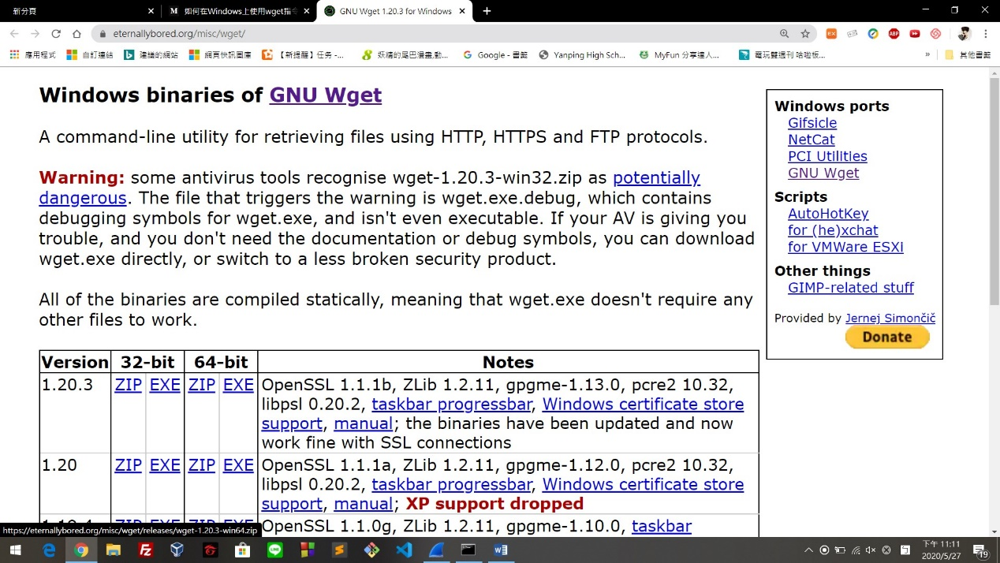 新分頁
如何在Windows上使用wget指令
GNU Wget 1.20.3 for Windows
eternallybored.org/misc/wget/
應用程式
自訂連結
建議的網站
網頁快訊圖庫
【新提醒】任務 -...
妖精的尾巴漫畫,動...
Google - 書籤
Yanping High Sch...
MyFun 分享達人...
電玩雙週刊 哈啦板...
»
其他書籤
Windows binaries of GNU Wget
A command-line utility for retrieving files using HTTP, HTTPS and FTP protocols.
Warning: some antivirus tools recognise wget-1.20.3-win32.zip as potentially
dangerous. The file that triggers the warning is wget.exe.debug, which contains
debugging symbols for wget.exe, and isn't even executable. If your AV is giving you
trouble, and you don't need the documentation or debug symbols, you can download
wget.exe directly, or switch to a less broken security product.
All of the binaries are compiled statically, meaning that wget.exe doesn't require any
other files to work.
Version 32-bit 64-bit Notes
1.20.3 ZIP EXE ZIP EXE OpenSSL 1.1.1b, ZLib 1.2.11, gpgme-1.13.0, pcre2 10.32,
libpsl 0.20.2, taskbar progressbar, Windows certificate store
support, manual; the binaries have been updated and now
work fine with SSL connections
1.20 ZIP EXE ZIP EXE OpenSSL 1.1.1a, ZLib 1.2.11, gpgme-1.12.0, pcre2 10.32,
libpsl 0.20.2, taskbar progressbar, Windows certificate store
support, manual; XP support dropped
1.19.4 ZIP EXE ZIP EXE OpenSSL 1.1.0g, ZLib 1.2.11, gpgme-1.10.0, taskbar
Windows ports
Gifsicle
NetCat
PCI Utilities
GNU Wget
Scripts
AutoHotKey
for (he)xchat
for VMWare ESXi
Other things
GIMP-related stuff
Provided by Jernej Simončič
Donate
https://eternallybored.org/misc/wget/releases/wget-1.20.3-win64.zip
下午 11:11
2020/5/27
19